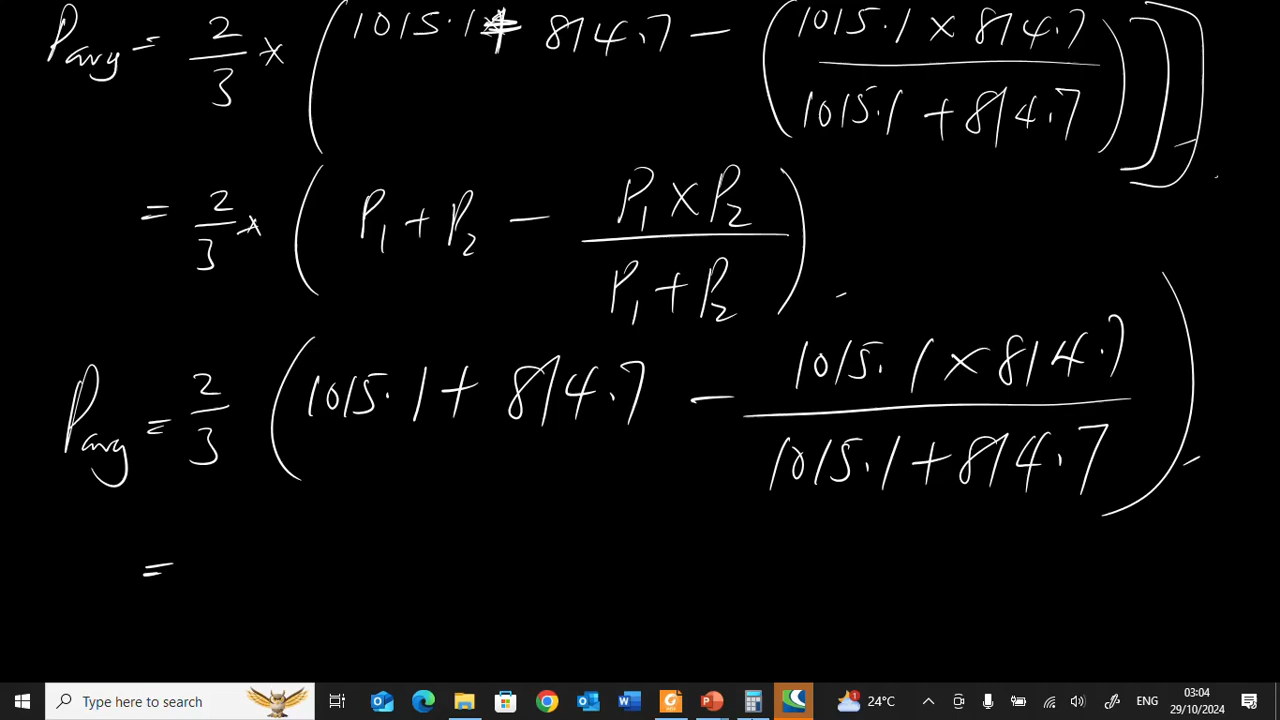 Pavg = 2/3 × (1015.1 + 814.7 − (1015.1 × 814.7 / 1015.1 + 814.7)]]
= 2/3 × (P₁ + P₂ − P₁ × P₂ / P₁ + P₂)
Pavg = 2/3 (1015.1 + 814.7 − 1015.1 × 814.7 / 1015.1 + 814.7)
=
Type here to search
24°C
ENG
03:04
29/10/2024
1